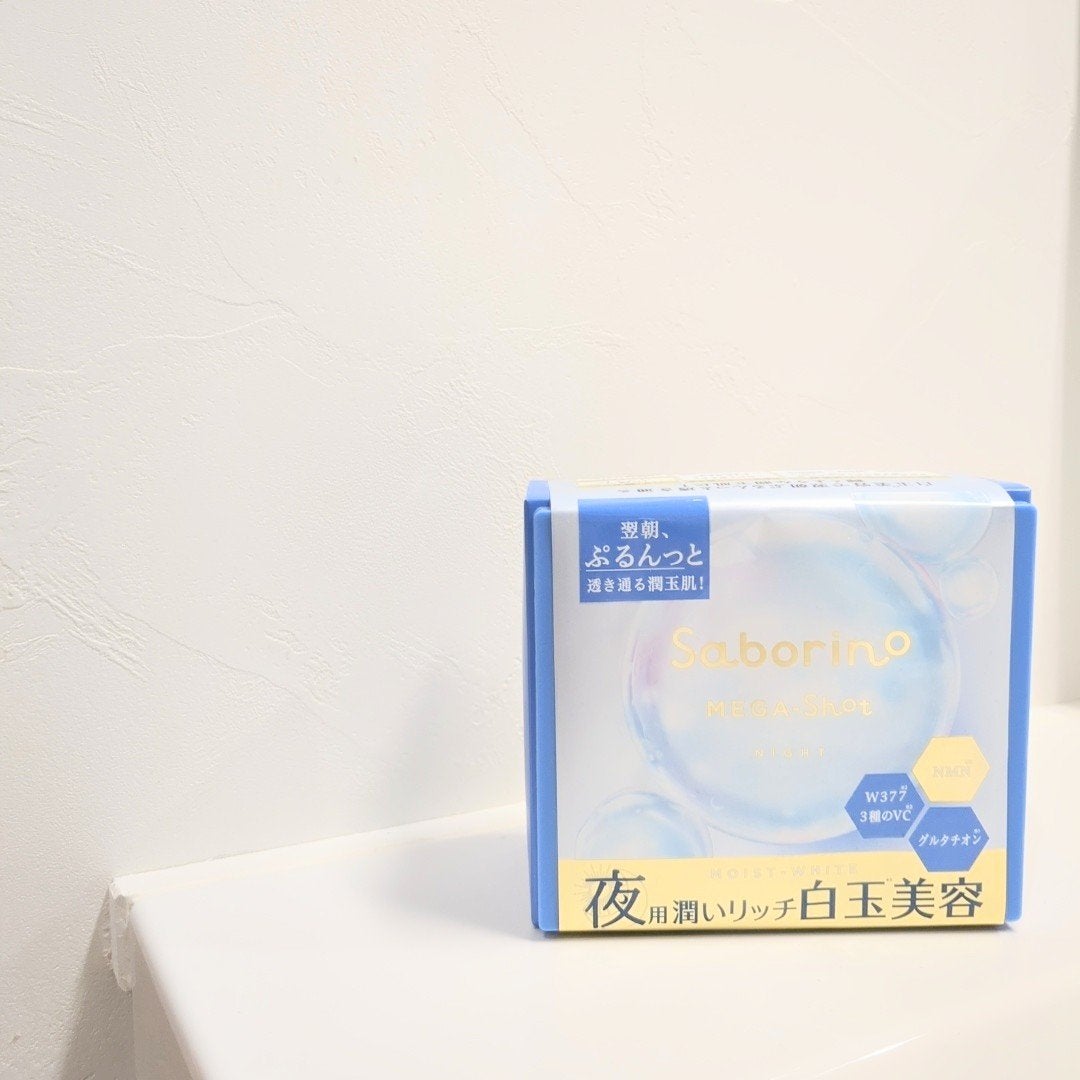 翌朝、
ぷるんっと
透き通る潤玉肌!
Saborino
MEGA-Shot
NIGHT
NMN
W377
3種のVC
グルタチオン
MOIST-WHITE
夜用潤いリッチ白玉美容